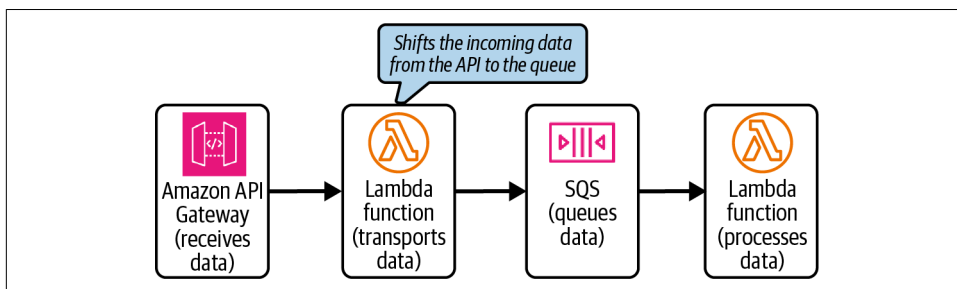 Shifts the incoming data
from the API to the queue
</>
Amazon API
Gateway
(receives
data)
Lambda
function
(transports
data)
SQS
(queues
data)
Lambda
function
(processes
data)